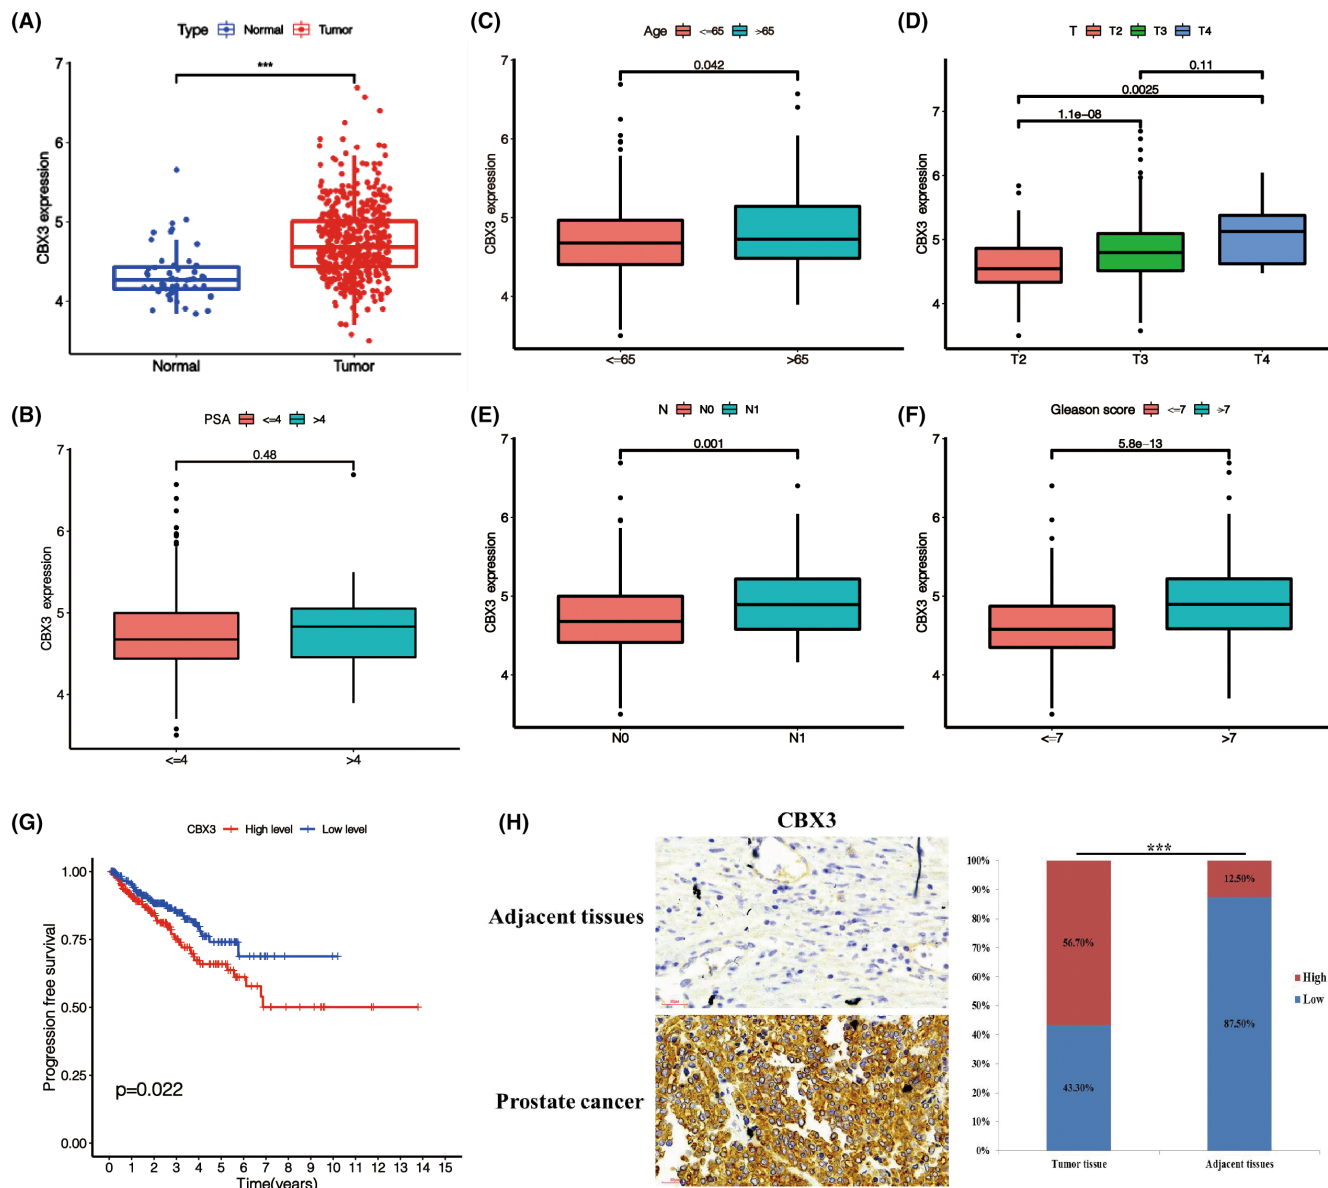 (A)
Type Normal Tumor
***
7
6
5
4
CBX3 expression
Normal Tumor
(C)
Age <=65 >65
0.042
7
6
5
4
CBX3 expression
<=65 >65
(D)
T T2 T3 T4
0.11
0.0025
1.1e-08
7
6
5
4
CBX3 expression
T2 T3 T4
(B)
PSA <=4 >4
0.48
7
6
5
4
CBX3 expression
<=4 >4
(E)
N N0 N1
0.001
7
6
5
4
CBX3 expression
N0 N1
(F)
Gleason score <=7 >7
5.8e-13
7
6
5
4
CBX3 expression
<=7 >7
(G)
CBX3 High level Low level
1.00
0.75
0.50
0.25
0.00
Progression free survival
p=0.022
0 1 2 3 4 5 6 7 8 9 10 11 12 13 14 15
Time(years)
(H)
CBX3
Adjacent tissues
Prostate cancer
***
100%
90%
80%
70%
60%
50%
40%
30%
20%
10%
0%
56.70%
43.30%
12.50%
87.50%
High
Low
Tumor tissue Adjacent tissues